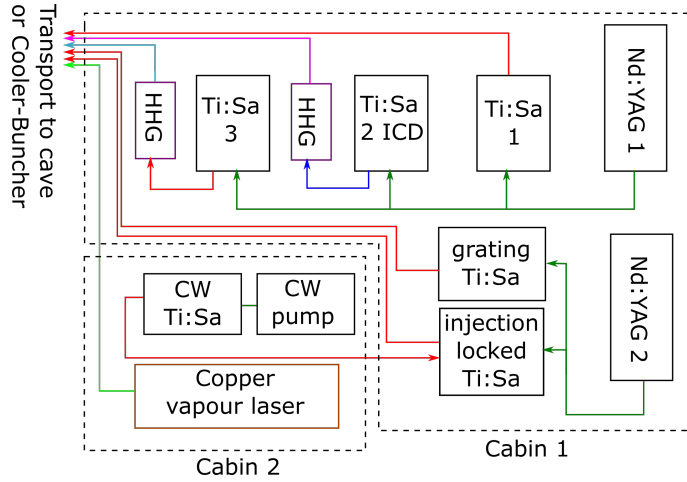 Transport to cave
or Cooler-Buncher
HHG
Ti:Sa
3
HHG
Ti:Sa
2 ICD
Ti:Sa
1
Nd:YAG 1
grating
Ti:Sa
Nd:YAG 2
CW
Ti:Sa
CW
pump
injection
locked
Ti:Sa
Copper
vapour laser
Cabin 1
Cabin 2